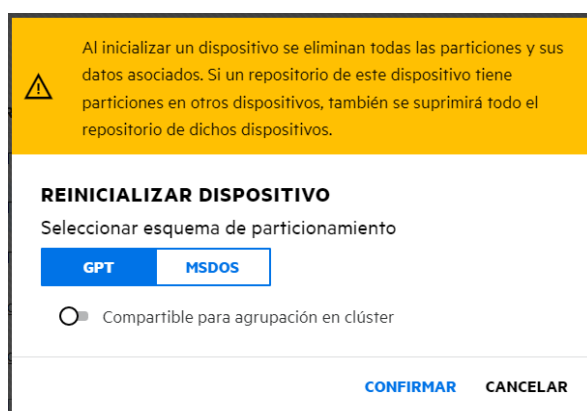 Al inicializar un dispositivo se eliminan todas las particiones y sus
datos asociados. Si un repositorio de este dispositivo tiene
particiones en otros dispositivos, también se suprimirá todo el
repositorio de dichos dispositivos.
REINICIALIZAR DISPOSITIVO
Seleccionar esquema de particionamiento
GPT MSDOS
Compartible para agrupación en clúster
CONFIRMAR CANCELAR